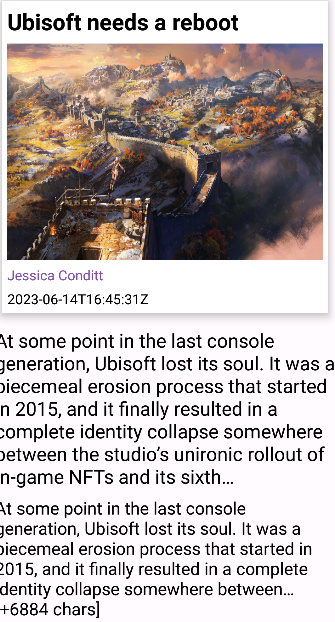 Ubisoft needs a reboot
Jessica Conditt
2023-06-14T16:45:31Z
At some point in the last console
generation, Ubisoft lost its soul. It was a
piecemeal erosion process that started
in 2015, and it finally resulted in a
complete identity collapse somewhere
between the studio’s unironic rollout of
in-game NFTs and its sixth…
At some point in the last console
generation, Ubisoft lost its soul. It was a
piecemeal erosion process that started in
2015, and it finally resulted in a complete
identity collapse somewhere between…
[+6884 chars]